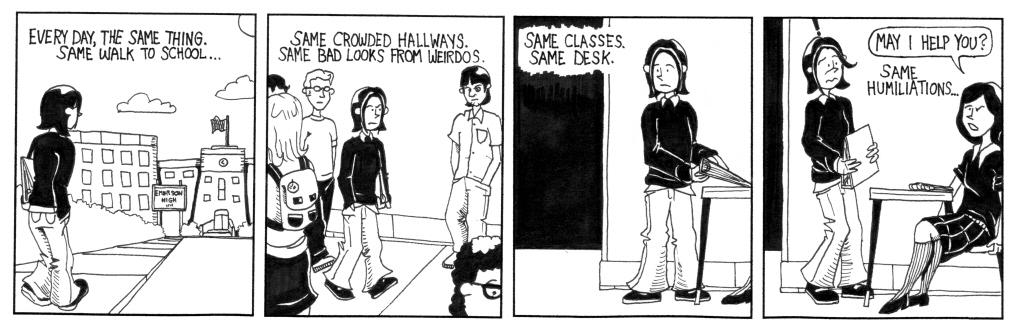 EVERY DAY, THE SAME THING.
SAME WALK TO SCHOOL...
EMERSON
HIGH
SAME CROWDED HALLWAYS.
SAME BAD LOOKS FROM WEIRDOS.
SAME CLASSES.
SAME DESK.
!
MAY I HELP YOU?
SAME
HUMILIATIONS...